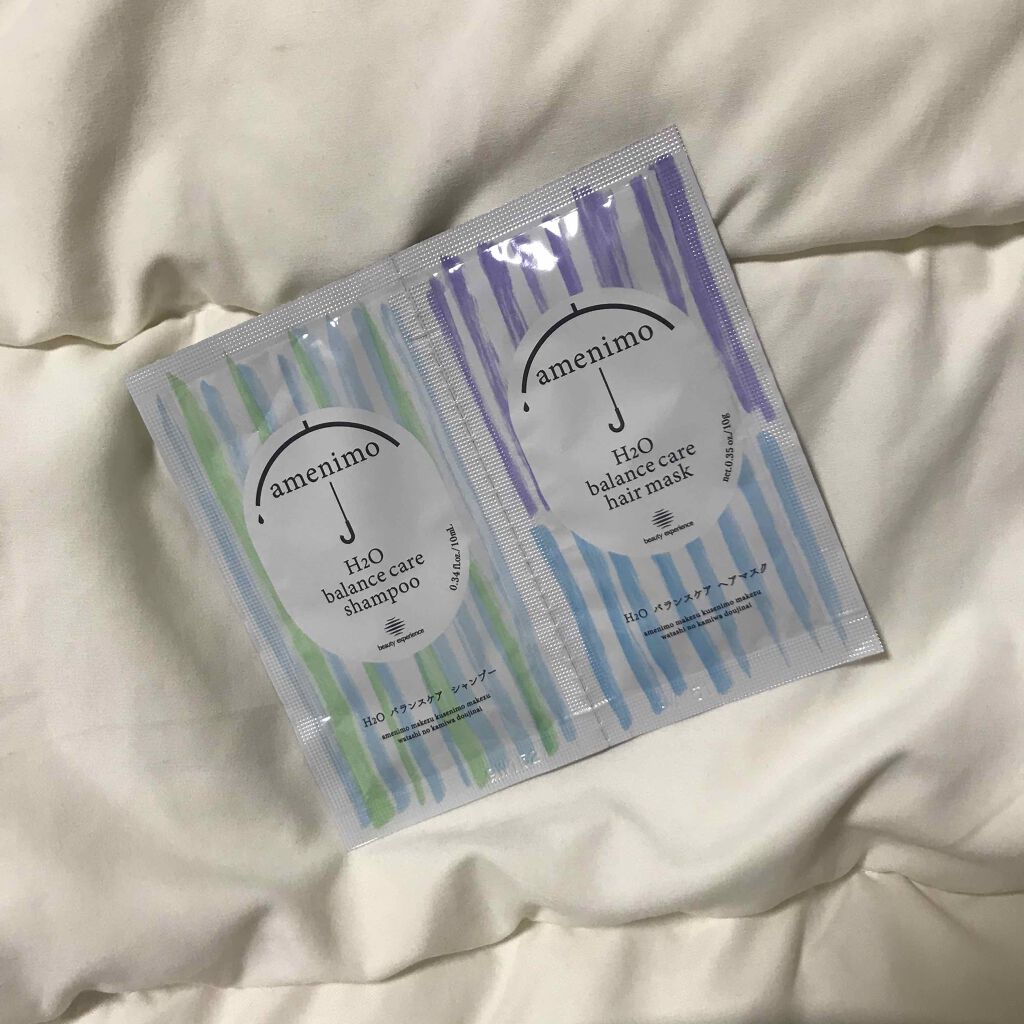 amenimo
H2O
balance care
shampoo
0.34 fl.oz./10mL
beauty experience
H2O バランスケア シャンプー
amenimo makezu kusenimo makezu
watashi no kamiwa doujinai
amenimo
H2O
balance care
hair mask
net.0.35 oz./10g
beauty experience
H2O バランスケア ヘアマスク
amenimo makezu kusenimo makezu
watashi no kamiwa doujinai